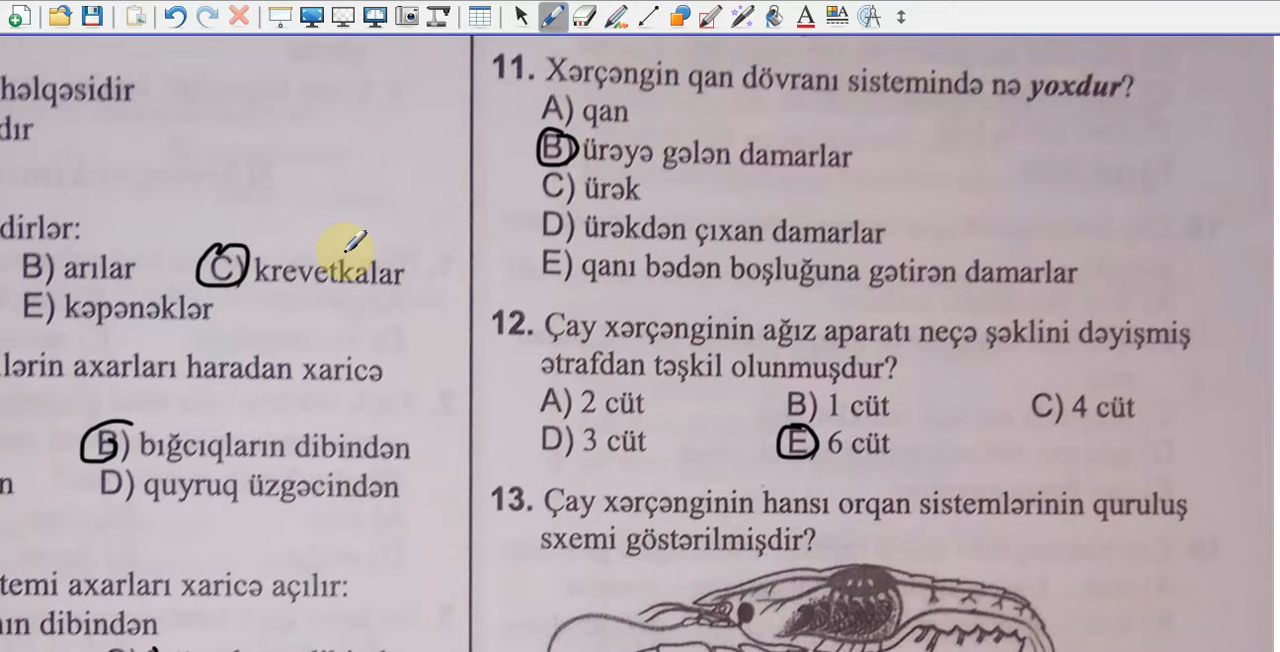 həlqəsidir
dır
dirlər:
B) arılar C) krevetkalar
E) kəpənəklər
lərin axarları haradan xaricə
B) bığcıqların dibindən
n D) quyruq üzgəcindən
temi axarları xaricə açılır:
ın dibindən
11. Xərçəngin qan dövranı sistemində nə yoxdur?
A) qan
B) ürəyə gələn damarlar
C) ürək
D) ürəkdən çıxan damarlar
E) qanı bədən boşluğuna gətirən damarlar
12. Çay xərçənginin ağız aparatı neçə şəklini dəyişmiş
ətrafdan təşkil olunmuşdur?
A) 2 cüt B) 1 cüt C) 4 cüt
D) 3 cüt E) 6 cüt
13. Çay xərçənginin hansı orqan sistemlərinin quruluş
sxemi göstərilmişdir?